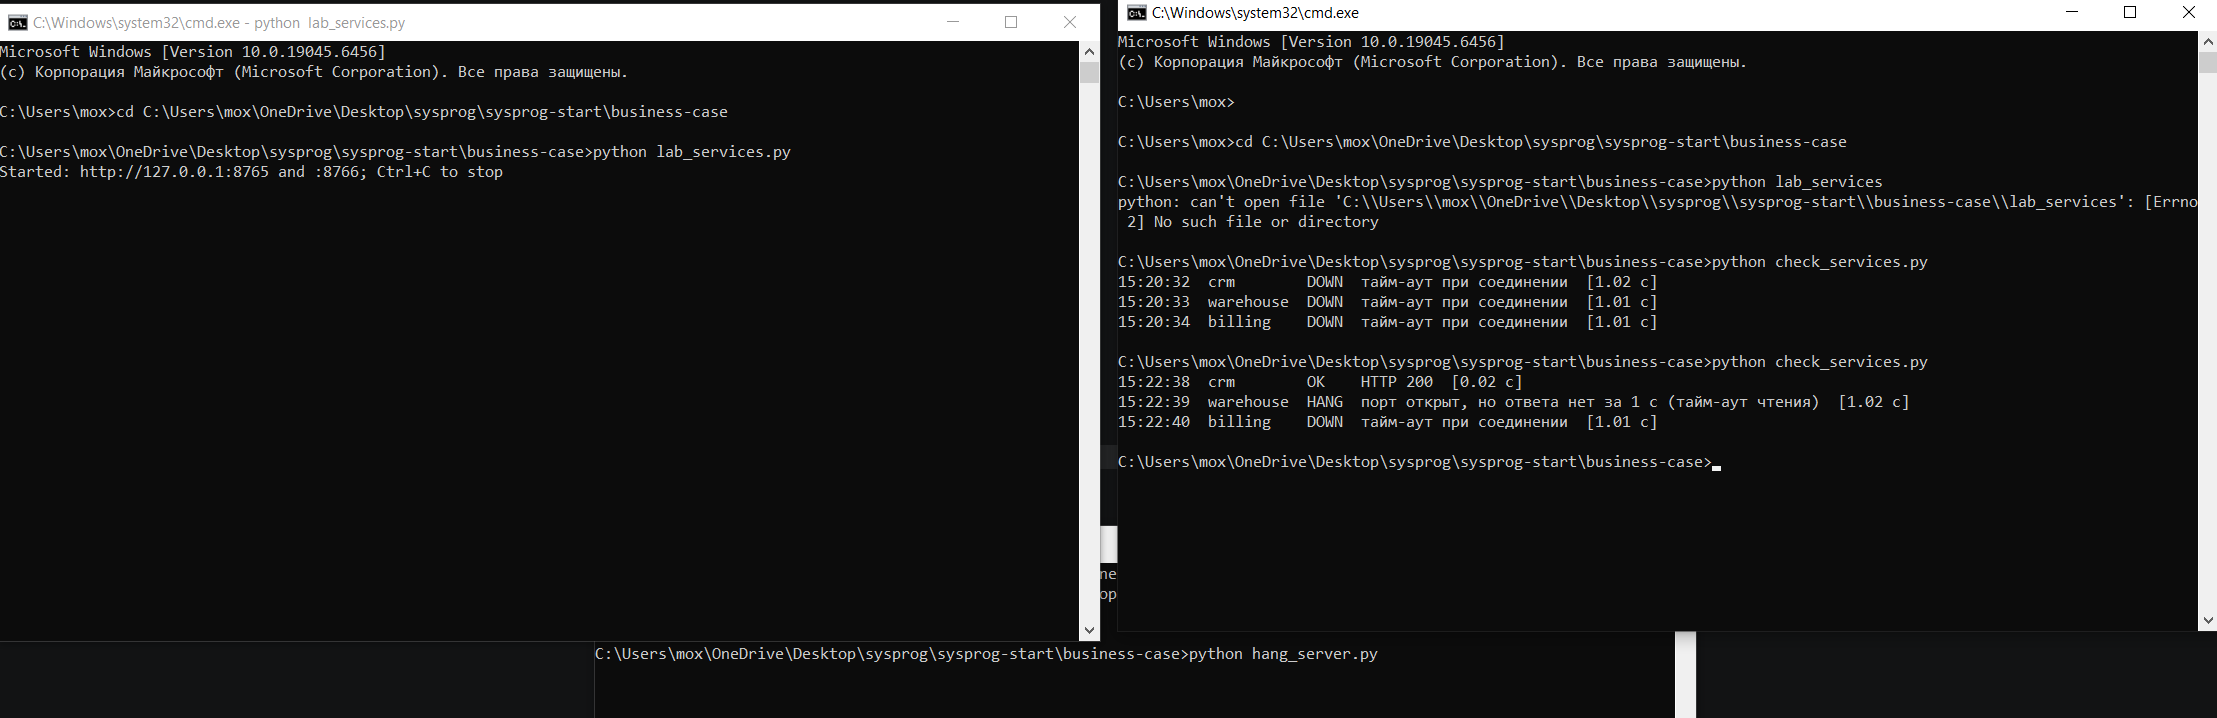 C:\Windows\system32\cmd.exe - python  lab_services.py
Microsoft Windows [Version 10.0.19045.6456]
(c) Корпорация Майкрософт (Microsoft Corporation). Все права защищены.
C:\Users\mox>cd C:\Users\mox\OneDrive\Desktop\sysprog\sysprog-start\business-case
C:\Users\mox\OneDrive\Desktop\sysprog\sysprog-start\business-case>python lab_services.py
Started: http://127.0.0.1:8765 and :8766; Ctrl+C to stop
C:\Windows\system32\cmd.exe
Microsoft Windows [Version 10.0.19045.6456]
(c) Корпорация Майкрософт (Microsoft Corporation). Все права защищены.
C:\Users\mox>
C:\Users\mox>cd C:\Users\mox\OneDrive\Desktop\sysprog\sysprog-start\business-case
C:\Users\mox\OneDrive\Desktop\sysprog\sysprog-start\business-case>python lab_services
python: can't open file 'C:\\Users\\mox\\OneDrive\\Desktop\\sysprog\\sysprog-start\\business-case\\lab_services': [Errno
 2] No such file or directory
C:\Users\mox\OneDrive\Desktop\sysprog\sysprog-start\business-case>python check_services.py
15:20:32  crm        DOWN  тайм-аут при соединении  [1.02 с]
15:20:33  warehouse  DOWN  тайм-аут при соединении  [1.01 с]
15:20:34  billing    DOWN  тайм-аут при соединении  [1.01 с]
C:\Users\mox\OneDrive\Desktop\sysprog\sysprog-start\business-case>python check_services.py
15:22:38  crm        OK    HTTP 200  [0.02 с]
15:22:39  warehouse  HANG  порт открыт, но ответа нет за 1 с (тайм-аут чтения)  [1.02 с]
15:22:40  billing    DOWN  тайм-аут при соединении  [1.01 с]
C:\Users\mox\OneDrive\Desktop\sysprog\sysprog-start\business-case>
ne
op
C:\Users\mox\OneDrive\Desktop\sysprog\sysprog-start\business-case>python hang_server.py